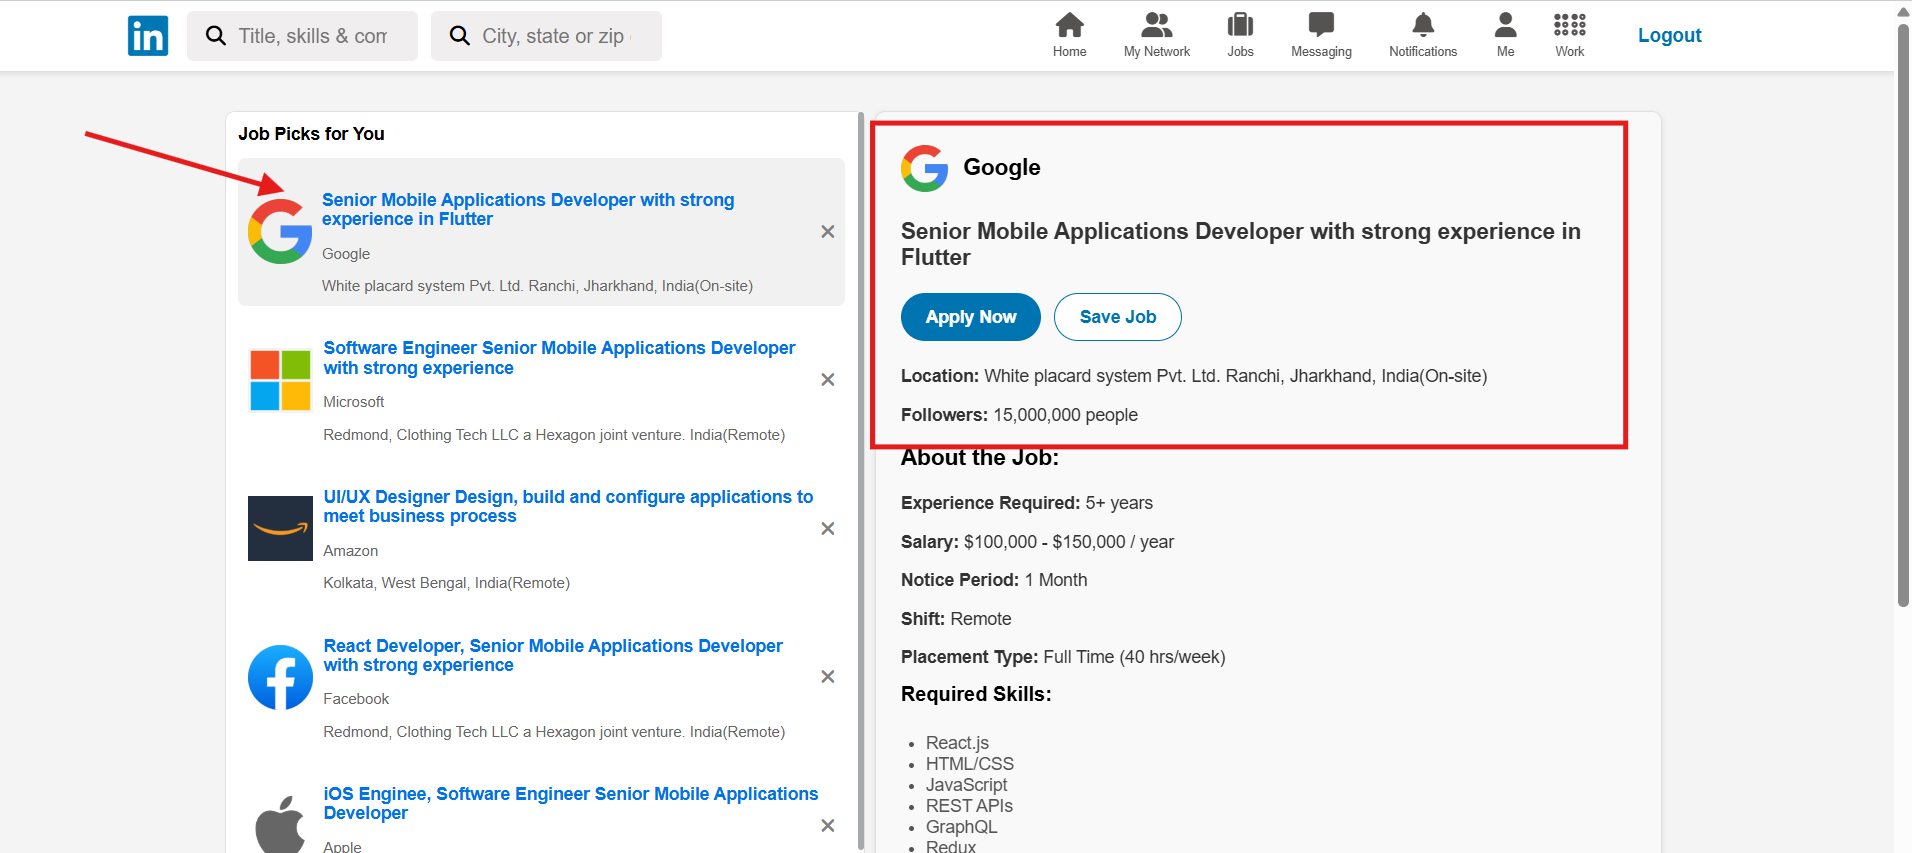 in
Title, skills & com
City, state or zip
Home
My Network
Jobs
Messaging
Notifications
Me
Work
Logout
Job Picks for You
Senior Mobile Applications Developer with strong
experience in Flutter
Google
White placard system Pvt. Ltd. Ranchi, Jharkhand, India(On-site)
Software Engineer Senior Mobile Applications Developer
with strong experience
Microsoft
Redmond, Clothing Tech LLC a Hexagon joint venture. India(Remote)
UI/UX Designer Design, build and configure applications to
meet business process
Amazon
Kolkata, West Bengal, India(Remote)
React Developer, Senior Mobile Applications Developer
with strong experience
Facebook
Redmond, Clothing Tech LLC a Hexagon joint venture. India(Remote)
iOS Enginee, Software Engineer Senior Mobile Applications
Developer
Apple
Google
Senior Mobile Applications Developer with strong experience in
Flutter
Apply Now
Save Job
Location: White placard system Pvt. Ltd. Ranchi, Jharkhand, India(On-site)
Followers: 15,000,000 people
About the Job:
Experience Required: 5+ years
Salary: $100,000 - $150,000 / year
Notice Period: 1 Month
Shift: Remote
Placement Type: Full Time (40 hrs/week)
Required Skills:
React.js
HTML/CSS
JavaScript
REST APIs
GraphQL
Redux